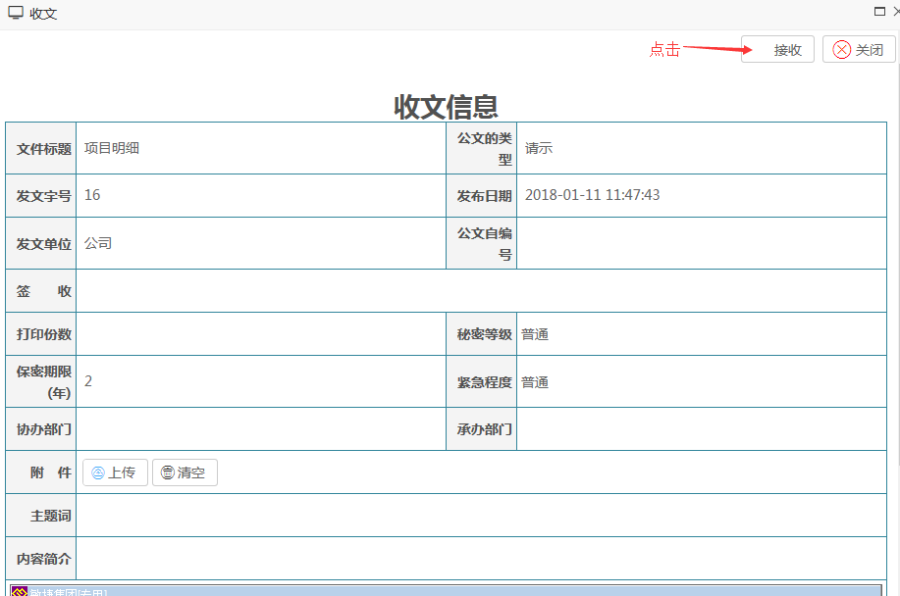 收文
点击 接收 关闭
收文信息
文件标题 项目明细 公文的类型 请示
发文字号 16 发布日期 2018-01-11 11:47:43
发文单位 公司 公文自编号
签 收
打印份数 秘密等级 普通
保密期限(年) 2 紧急程度 普通
协办部门 承办部门
附 件 上传 清空
主题词
内容简介